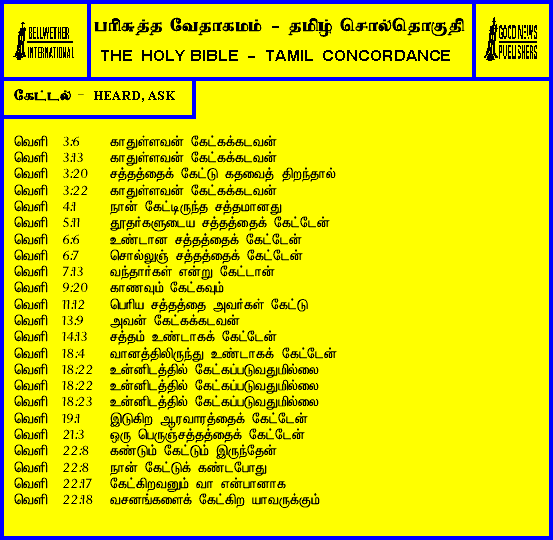 BELLWETHER
INTERNATIONAL
பரிசுத்த வேதாகமம் - தமிழ் சொல்தொகுதி
THE HOLY BIBLE - TAMIL CONCORDANCE
GOOD NEWS
PUBLISHERS
கேட்டல் - HEARD, ASK
வெளி 3:6 காதுள்ளவன் கேட்கக்கடவன்
வெளி 3:13 காதுள்ளவன் கேட்கக்கடவன்
வெளி 3:20 சத்தத்தைக் கேட்டு கதவைத் திறந்தால்
வெளி 3:22 காதுள்ளவன் கேட்கக்கடவன்
வெளி 4:1 நான் கேட்டிருந்த சத்தமானது
வெளி 5:11 தூதர்களுடைய சத்தத்தைக் கேட்டேன்
வெளி 6:6 உண்டான சத்தத்தைக் கேட்டேன்
வெளி 6:7 சொல்லுஞ் சத்தத்தைக் கேட்டேன்
வெளி 7:13 வந்தார்கள் என்று கேட்டான்
வெளி 9:20 காணவும் கேட்கவும்
வெளி 11:12 பெரிய சத்தத்தை அவர்கள் கேட்டு
வெளி 13:9 அவன் கேட்கக்கடவன்
வெளி 14:13 சத்தம் உண்டாகக் கேட்டேன்
வெளி 18:4 வானத்திலிருந்து உண்டாகக் கேட்டேன்
வெளி 18:22 உன்னிடத்தில் கேட்கப்படுவதுமில்லை
வெளி 18:22 உன்னிடத்தில் கேட்கப்படுவதுமில்லை
வெளி 18:23 உன்னிடத்தில் கேட்கப்படுவதுமில்லை
வெளி 19:1 இடுகிற ஆரவாரத்தைக் கேட்டேன்
வெளி 21:3 ஒரு பெருஞ்சத்தத்தைக் கேட்டேன்
வெளி 22:8 கண்டும் கேட்டும் இருந்தேன்
வெளி 22:8 நான் கேட்டுக் கண்டபோது
வெளி 22:17 கேட்கிறவனும் வா என்பானாக
வெளி 22:18 வசனங்களைக் கேட்கிற யாவருக்கும்